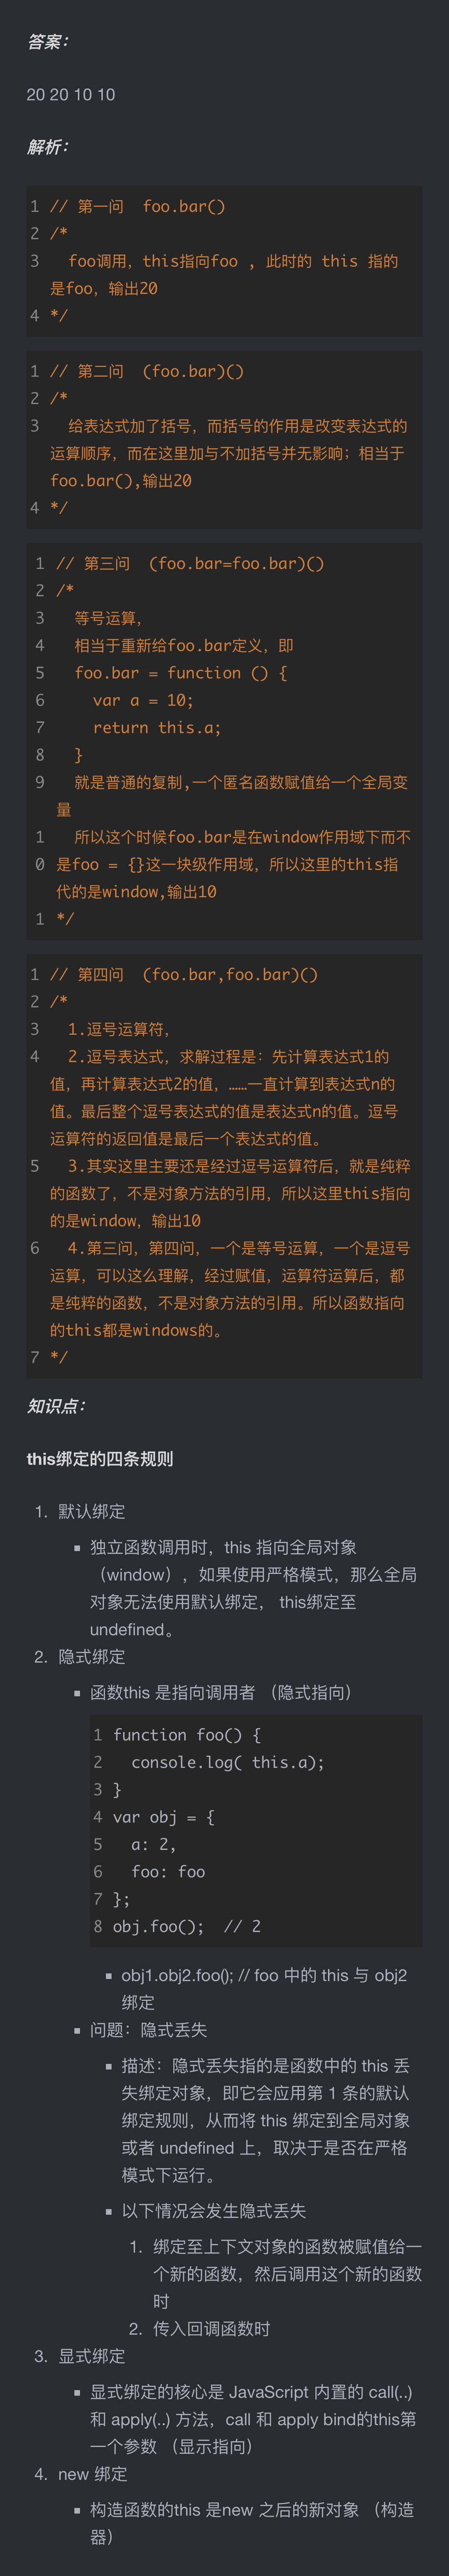 答案：
20 20 10 10
解析：
1 // 第一问  foo.bar()
2 /*
3   foo调用，this指向foo , 此时的 this 指的
是foo，输出20
4 */
1 // 第二问  (foo.bar)()
2 /*
3   给表达式加了括号，而括号的作用是改变表达式的
运算顺序，而在这里加与不加括号并无影响；相当于
foo.bar(),输出20
4 */
1 // 第三问  (foo.bar=foo.bar)()
2 /*
3   等号运算，
4   相当于重新给foo.bar定义，即
5   foo.bar = function () {
6     var a = 10;
7     return this.a;
8   }
9   就是普通的复制,一个匿名函数赋值给一个全局变
量
1   所以这个时候foo.bar是在window作用域下而不
0 是foo = {}这一块级作用域，所以这里的this指
代的是window,输出10
1 */
1 // 第四问  (foo.bar,foo.bar)()
2 /*
3   1.逗号运算符，
4   2.逗号表达式，求解过程是：先计算表达式1的
值，再计算表达式2的值，……一直计算到表达式n的
值。最后整个逗号表达式的值是表达式n的值。逗号
运算符的返回值是最后一个表达式的值。
5   3.其实这里主要还是经过逗号运算符后，就是纯粹
的函数了，不是对象方法的引用，所以这里this指向
的是window，输出10
6   4.第三问，第四问，一个是等号运算，一个是逗号
运算，可以这么理解，经过赋值，运算符运算后，都
是纯粹的函数，不是对象方法的引用。所以函数指向
的this都是windows的。
7 */
知识点：
this绑定的四条规则
1. 默认绑定
▪ 独立函数调用时，this 指向全局对象
（window），如果使用严格模式，那么全局
对象无法使用默认绑定， this绑定至
undefined。
2. 隐式绑定
▪ 函数this 是指向调用者 （隐式指向）
1 function foo() {
2   console.log( this.a);
3 }
4 var obj = {
5   a: 2,
6   foo: foo
7 };
8 obj.foo();  // 2
▪ obj1.obj2.foo(); // foo 中的 this 与 obj2
绑定
▪ 问题：隐式丢失
▪ 描述：隐式丢失指的是函数中的 this 丢
失绑定对象，即它会应用第 1 条的默认
绑定规则，从而将 this 绑定到全局对象
或者 undefined 上，取决于是否在严格
模式下运行。
▪ 以下情况会发生隐式丢失
1. 绑定至上下文对象的函数被赋值给一
个新的函数，然后调用这个新的函数
时
2. 传入回调函数时
3. 显式绑定
▪ 显式绑定的核心是 JavaScript 内置的 call(..)
和 apply(..) 方法，call 和 apply bind的this第
一个参数 （显示指向）
4. new 绑定
▪ 构造函数的this 是new 之后的新对象 （构造
器）